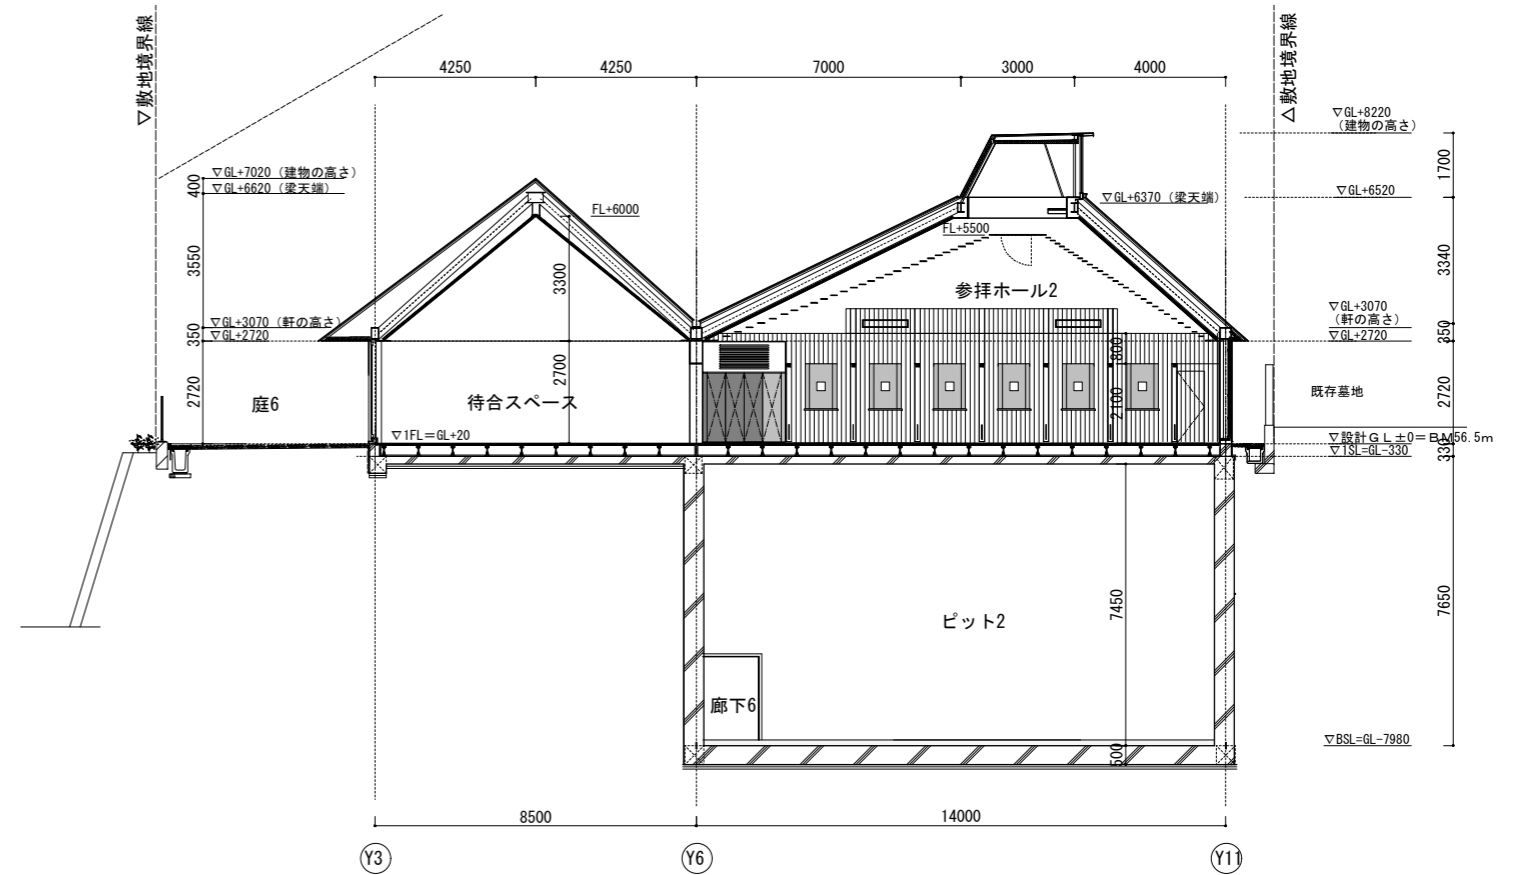 ▽敷地境界線
△敷地境界線
4250
4250
7000
3000
4000
▽GL+8220
(建物の高さ)
▽GL+7020 (建物の高さ)
▽GL+6620 (梁天端)
FL+6000
▽GL+6370 (梁天端)
▽GL+6520
FL+5500
400
3550
350
2720
3300
2700
参拝ホール2
▽GL+3070 (軒の高さ)
▽GL+2720
▽GL+3070
(軒の高さ)
▽GL+2720
1700
3340
350
2720
330
7650
800
2100
庭6
待合スペース
既存墓地
▽1FL=GL+20
▽設計GL±0=BM56.5m
▽1SL=GL-330
7450
ピット2
廊下6
▽BSL=GL-7980
500
8500
14000
Y3
Y6
Y11